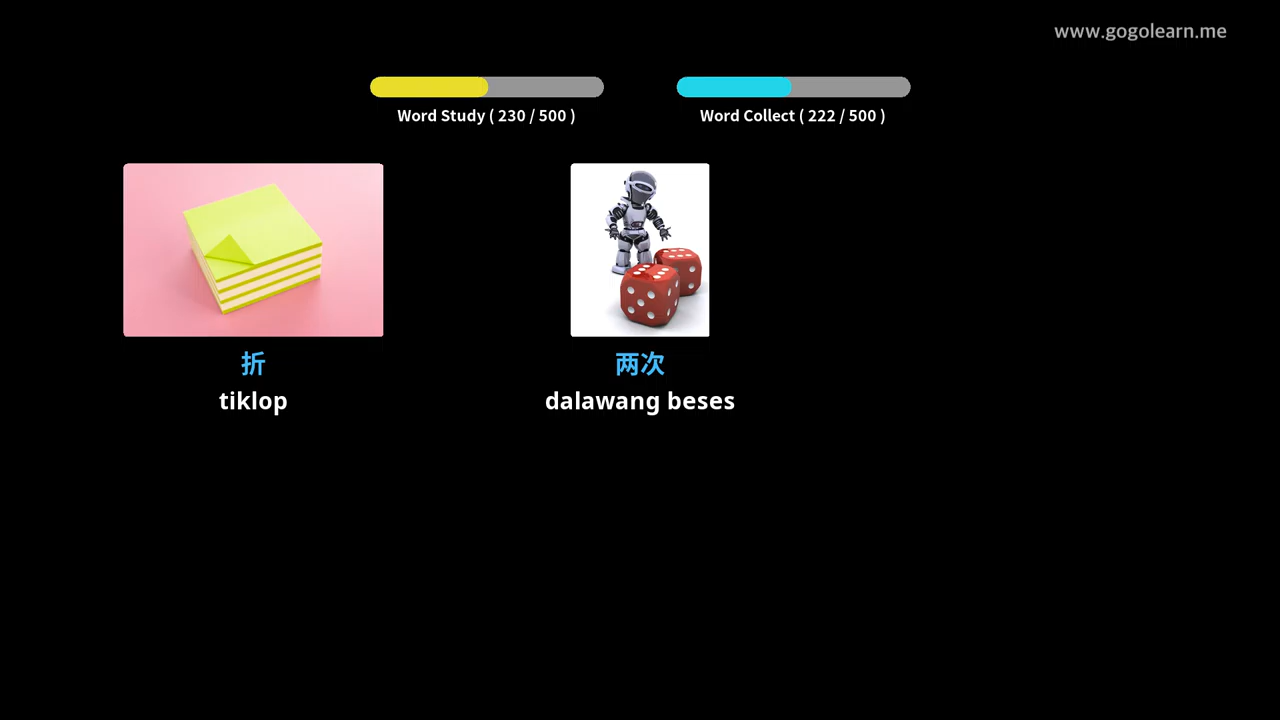 www.gogolearn.me
Word Study ( 230 / 500 )
Word Collect ( 222 / 500 )
折
tiklop
两次
dalawang beses